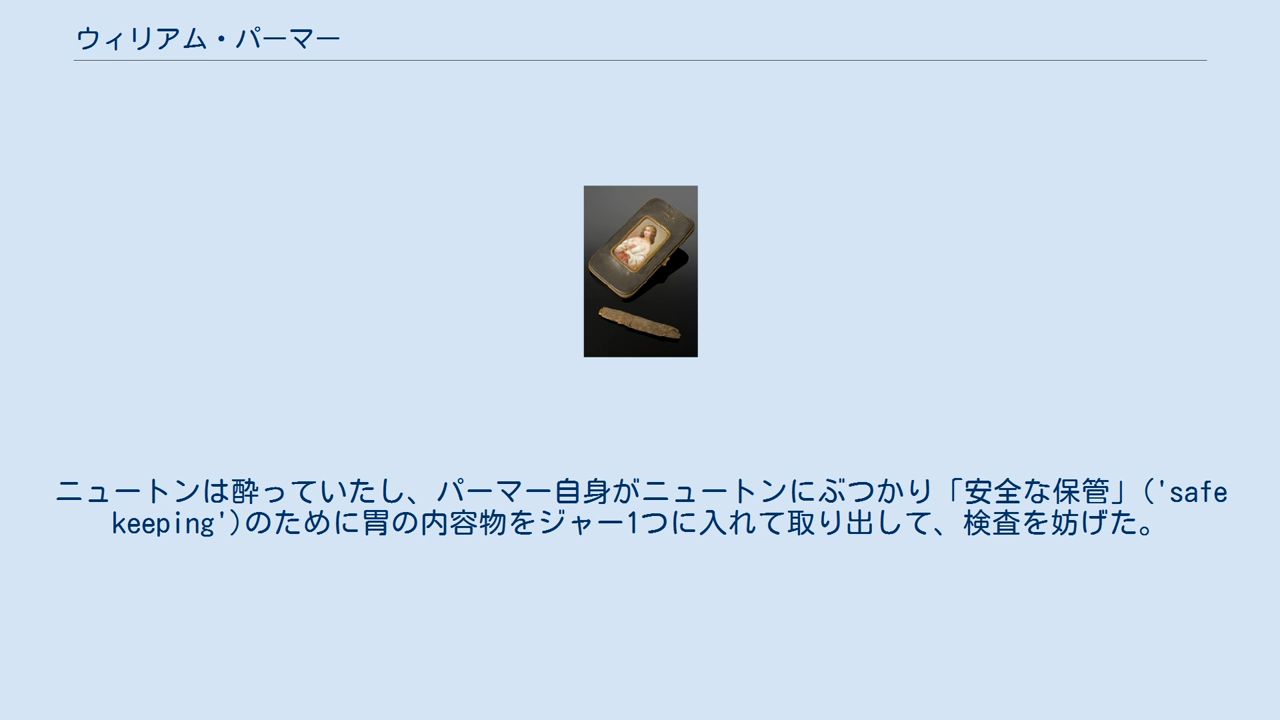 ウィリアム・パーマー
ニュートンは酔っていたし、パーマー自身がニュートンにぶつかり「安全な保管」('safe
keeping')のために胃の内容物をジャー1つに入れて取り出して、検査を妨げた。